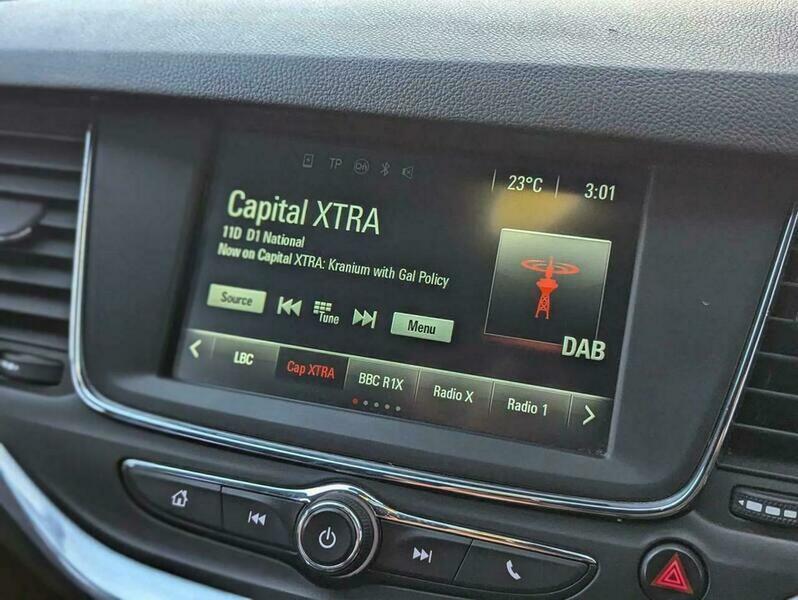 TP
23°C
3:01
Capital XTRA
11D D1 National
Now on Capital XTRA: Kranium with Gal Policy
Source
Tune
Menu
DAB
LBC
Cap XTRA
BBC R1X
Radio X
Radio 1